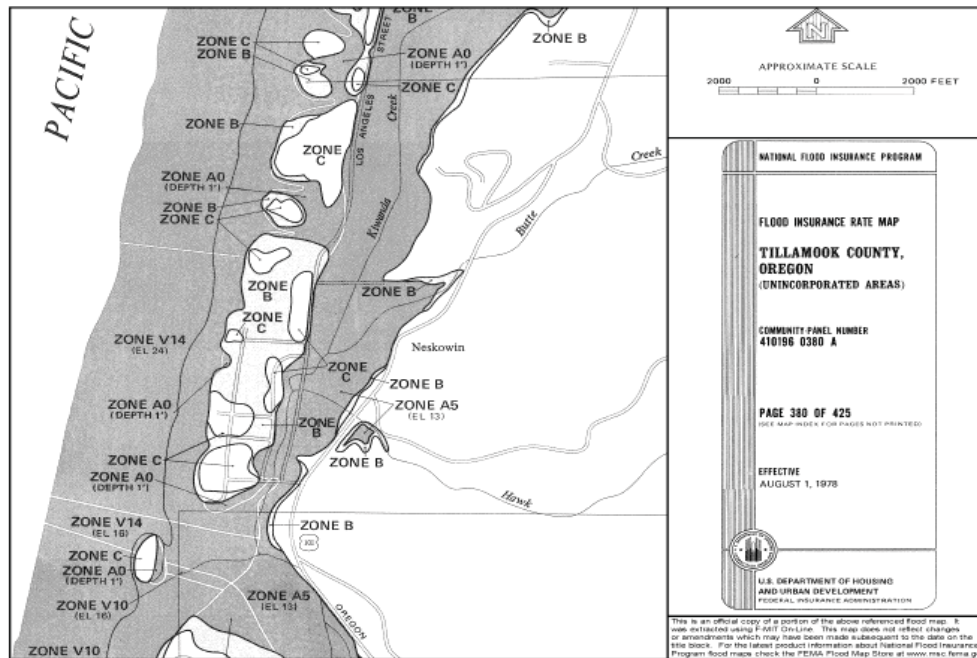 PACIFIC
ZONE C
ZONE B
B
STREET
ZONE B
ZONE A0
(DEPTH 1')
ZONE C
ZONE B
ZONE
C
LOS ANGELES
Creek
Kiwanda
Creek
Butte
ZONE A0
(DEPTH 1')
ZONE B
ZONE C
ZONE
B
ZONE
C
ZONE B
Neskowin
ZONE V14
(EL 24)
ZONE
C
ZONE B
ZONE A5
(EL 13)
ZONE A0
(DEPTH 1')
ZONE
B
ZONE B
ZONE C
ZONE A0
(DEPTH 1')
Hawk
ZONE V14
(EL 16)
ZONE B
101
ZONE C
ZONE A0
(DEPTH 1')
ZONE V10
(EL 16)
ZONE A5
(EL 13)
OREGON
ZONE V10
N
APPROXIMATE SCALE
2000 0 2000 FEET
NATIONAL FLOOD INSURANCE PROGRAM
FLOOD INSURANCE RATE MAP
TILLAMOOK COUNTY,
OREGON
(UNINCORPORATED AREAS)
COMMUNITY-PANEL NUMBER
410196 0380 A
PAGE 380 OF 425
(SEE MAP INDEX FOR PAGES NOT PRINTED)
EFFECTIVE
AUGUST 1, 1978
U.S. DEPARTMENT OF HOUSING
AND URBAN DEVELOPMENT
FEDERAL INSURANCE ADMINISTRATION
This is an official copy of a portion of the above referenced flood map. It
was extracted using F-MIT On-Line. This map does not reflect changes
or amendments which may have been made subsequent to the date on the
title block. For the latest product information about National Flood Insurance
Program flood maps check the FEMA Flood Map Store at www.msc.fema.g